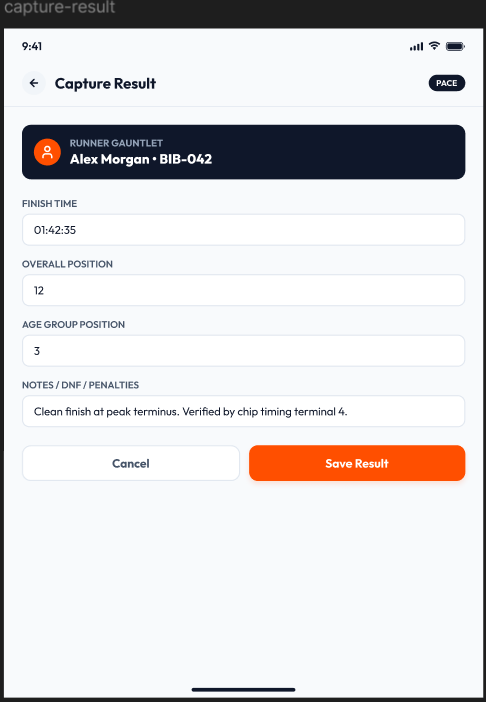 capture-result
9:41
Capture Result
PACE
RUNNER GAUNTLET
Alex Morgan • BIB-042
FINISH TIME
01:42:35
OVERALL POSITION
12
AGE GROUP POSITION
3
NOTES / DNF / PENALTIES
Clean finish at peak terminus. Verified by chip timing terminal 4.
Cancel
Save Result